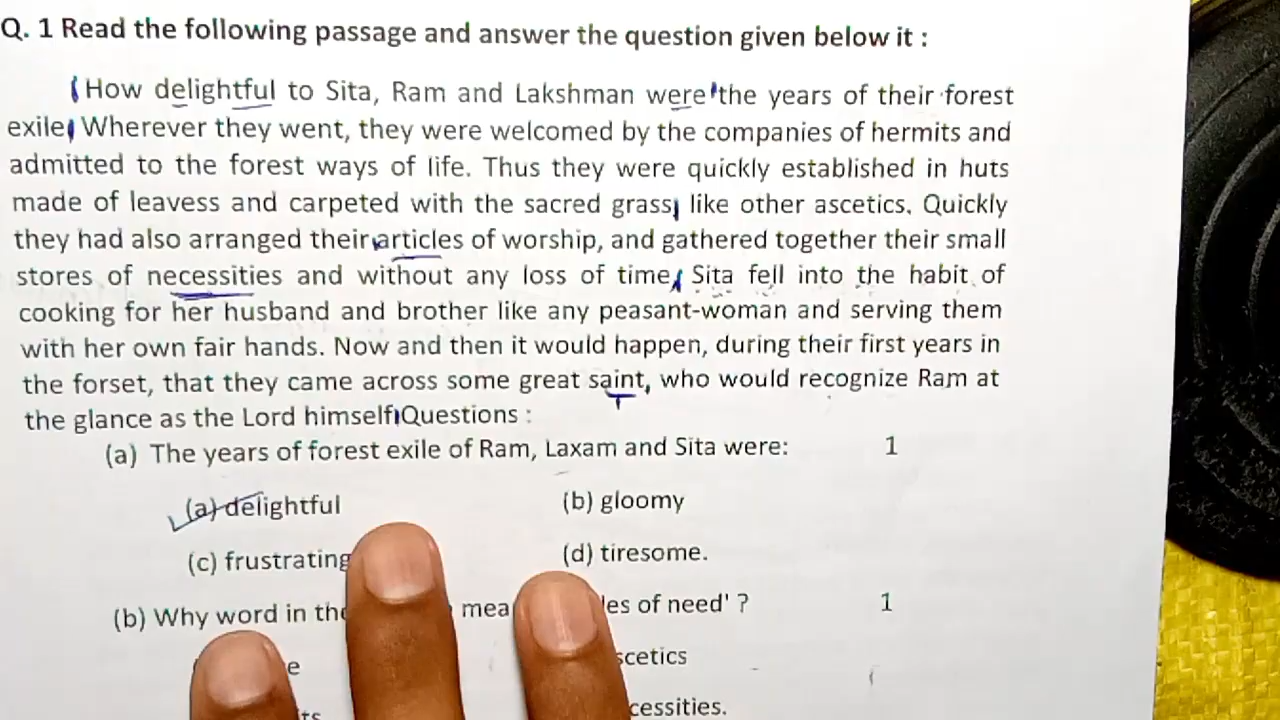 Q. 1 Read the following passage and answer the question given below it :
How delightful to Sita, Ram and Lakshman were the years of their forest
exile. Wherever they went, they were welcomed by the companies of hermits and
admitted to the forest ways of life. Thus they were quickly established in huts
made of leavess and carpeted with the sacred grass, like other ascetics. Quickly
they had also arranged their articles of worship, and gathered together their small
stores of necessities and without any loss of time, Sita fell into the habit of
cooking for her husband and brother like any peasant-woman and serving them
with her own fair hands. Now and then it would happen, during their first years in
the forset, that they came across some great saint, who would recognize Ram at
the glance as the Lord himself Questions :
(a) The years of forest exile of Ram, Laxam and Sita were: 1
(a) delightful (b) gloomy
(c) frustrating (d) tiresome.
(b) Why word in of need' ? 1